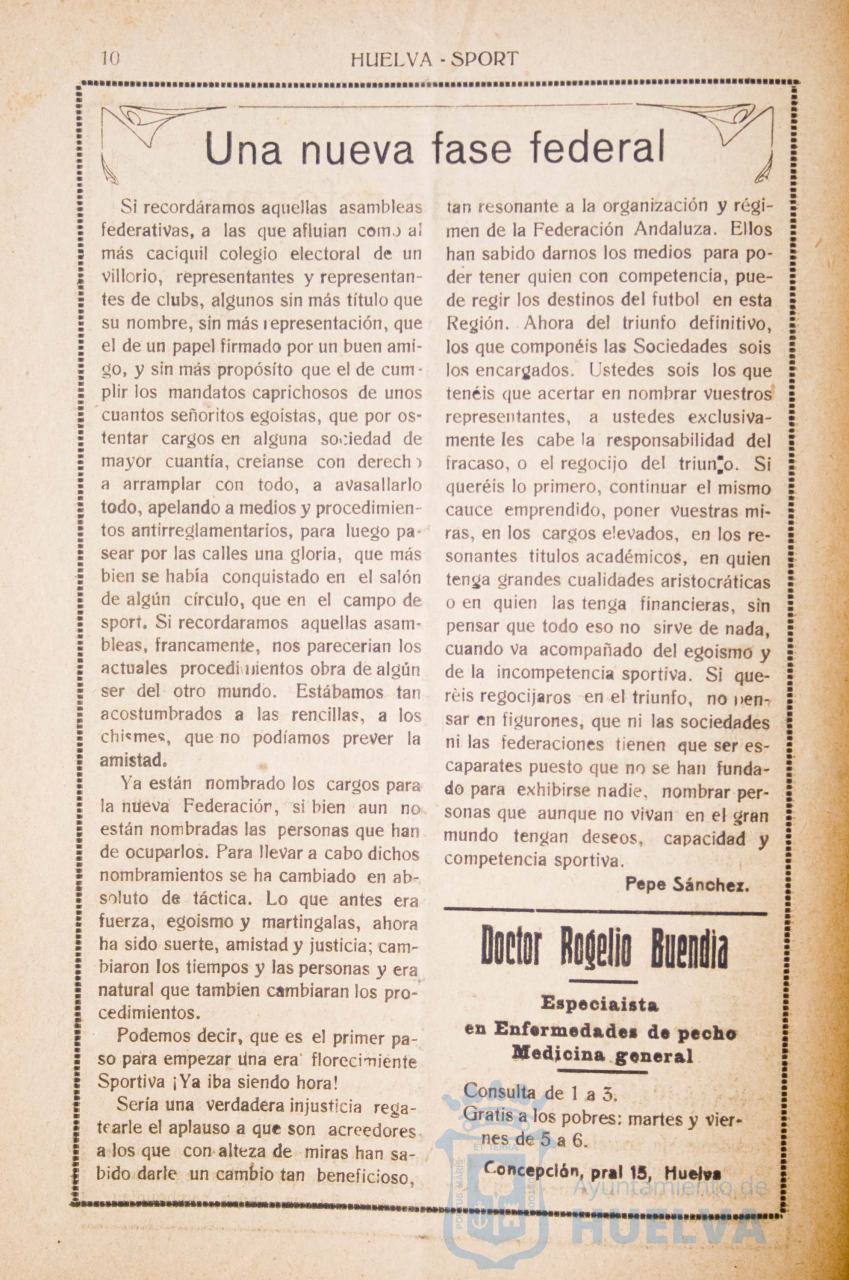 10
HUELVA - SPORT
Una nueva fase federal
Si recordáramos aquellas asambleas
federativas, a las que afluian como al
más caciquil colegio electoral de un
villorio, representantes y representan-
tes de clubs, algunos sin más título que
su nombre, sin más representación, que
el de un papel firmado por un buen ami-
go, y sin más propósito que el de cum-
plir los mandatos caprichosos de unos
cuantos señoritos egoistas, que por os-
tentar cargos en alguna sociedad de
mayor cuantía, creianse con derecho
a arramplar con todo, a avasallarlo
todo, apelando a medios y procedimien-
tos antirreglamentarios, para luego pa-
sear por las calles una gloria, que más
bien se había conquistado en el salón
de algún círculo, que en el campo de
sport. Si recordaramos aquellas asam-
bleas, francamente, nos parecerian los
actuales procedimientos obra de algún
ser del otro mundo. Estábamos tan
acostumbrados a las rencillas, a los
chismes, que no podíamos prever la
amistad.
Ya están nombrado los cargos para
la nueva Federación, si bien aun no
están nombradas las personas que han
de ocuparlos. Para llevar a cabo dichos
nombramientos se ha cambiado en ab-
soluto de táctica. Lo que antes era
fuerza, egoismo y martingalas, ahora
ha sido suerte, amistad y justicia; cam-
biaron los tiempos y las personas y era
natural que tambien cambiaran los pro-
cedimientos.
Podemos decir, que es el primer pa-
so para empezar una era florecimiente
Sportiva ¡Ya iba siendo hora!
Sería una verdadera injusticia rega-
tearle el aplauso a que son acreedores
a los que con alteza de miras han sa-
bido darle un cambio tan beneficioso,
tan resonante a la organización y régi-
men de la Federación Andaluza. Ellos
han sabido darnos los medios para po-
der tener quien con competencia, pue-
de regir los destinos del futbol en esta
Región. Ahora del triunfo definitivo,
los que componéis las Sociedades sois
los encargados. Ustedes sois los que
tenéis que acertar en nombrar vuestros
representantes, a ustedes exclusiva-
mente les cabe la responsabilidad del
fracaso, o el regocijo del triunfo. Si
queréis lo primero, continuar el mismo
cauce emprendido, poner vuestras mi-
ras, en los cargos elevados, en los re-
sonantes titulos académicos, en quien
tenga grandes cualidades aristocráticas
o en quien las tenga financieras, sin
pensar que todo eso no sirve de nada,
cuando va acompañado del egoismo y
de la incompetencia sportiva. Si que-
rèis regocijaros en el triunfo, no pen-
sar en figurones, que ni las sociedades
ni las federaciones tienen que ser es-
caparates puesto que no se han funda-
do para exhibirse nadie, nombrar per-
sonas que aunque no vivan en el gran
mundo tengan deseos, capacidad y
competencia sportiva.
Pepe Sánchez.
Doctor Rogelio Buendia
Especiaista
en Enfermedades de pecho
Medicina general
Consulta de 1 a 3.
Gratis a los pobres: martes y vier-
nes de 5 a 6.
Concepción, pral 15, Huelva
Ayuntamiento de
HUELVA